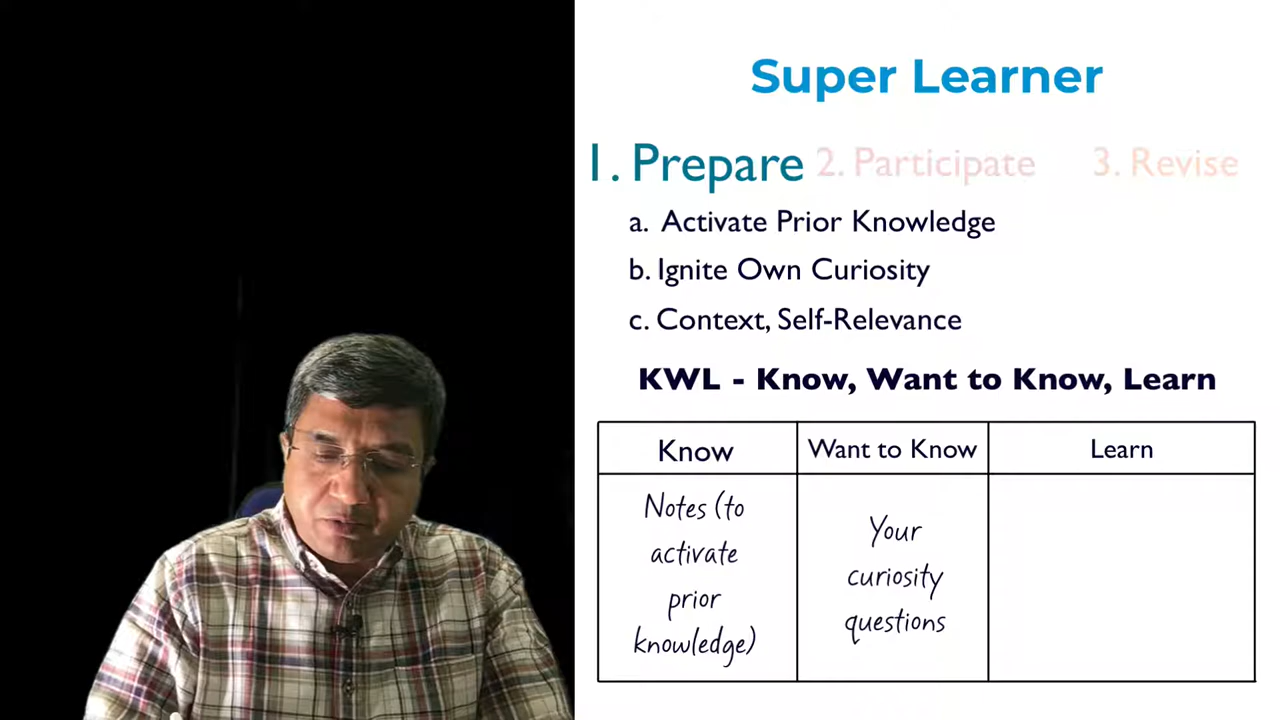 Super Learner
1. Prepare 2. Participate 3. Revise
a. Activate Prior Knowledge
b. Ignite Own Curiosity
c. Context, Self-Relevance
KWL - Know, Want to Know, Learn
Know Want to Know Learn
Notes (to
activate
prior
knowledge)
Your
curiosity
questions